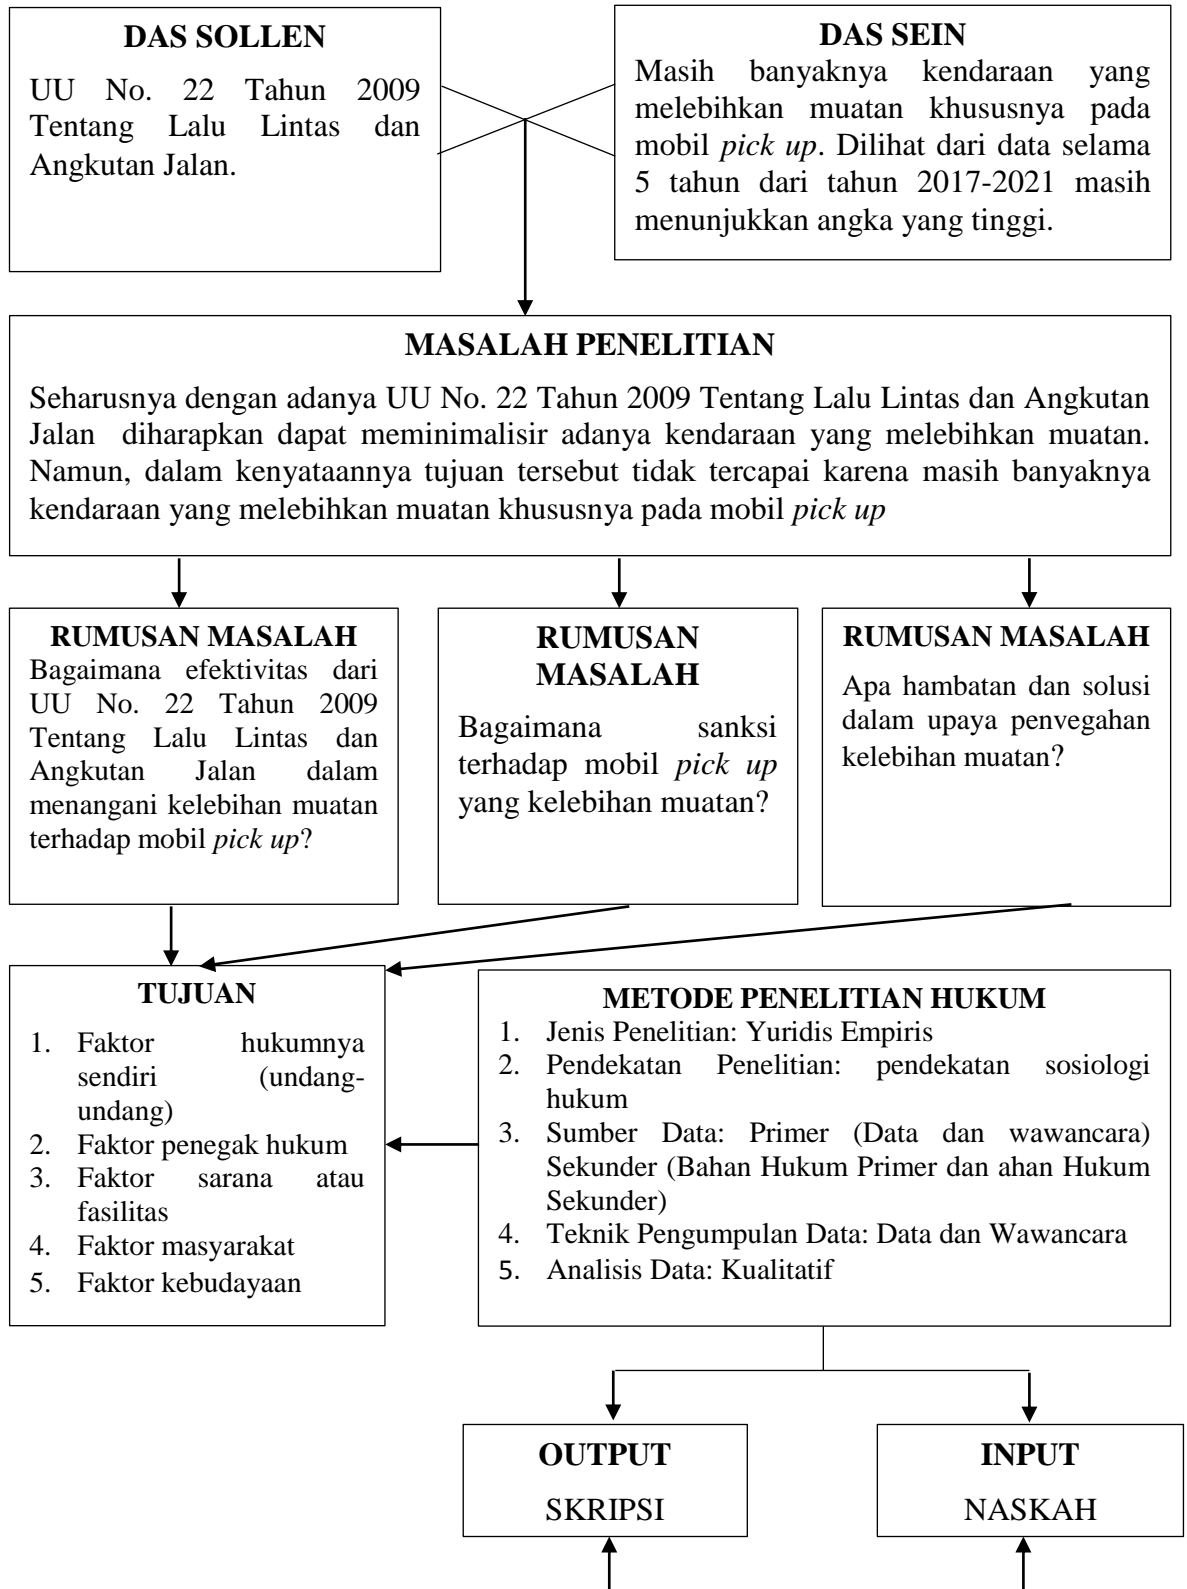 DAS SOLLEN
UU No. 22 Tahun 2009
Tentang Lalu Lintas dan
Angkutan Jalan.
DAS SEIN
Masih banyaknya kendaraan yang
melebihkan muatan khususnya pada
mobil pick up. Dilihat dari data selama
5 tahun dari tahun 2017-2021 masih
menunjukkan angka yang tinggi.
MASALAH PENELITIAN
Seharusnya dengan adanya UU No. 22 Tahun 2009 Tentang Lalu Lintas dan Angkutan
Jalan diharapkan dapat meminimalisir adanya kendaraan yang melebihkan muatan.
Namun, dalam kenyataannya tujuan tersebut tidak tercapai karena masih banyaknya
kendaraan yang melebihkan muatan khususnya pada mobil pick up
RUMUSAN MASALAH
Bagaimana efektivitas dari
UU No. 22 Tahun 2009
Tentang Lalu Lintas dan
Angkutan Jalan dalam
menangani kelebihan muatan
terhadap mobil pick up?
RUMUSAN
MASALAH
Bagaimana sanksi
terhadap mobil pick up
yang kelebihan muatan?
RUMUSAN MASALAH
Apa hambatan dan solusi
dalam upaya penvegahan
kelebihan muatan?
TUJUAN
1. Faktor hukumnya
sendiri (undang-
undang)
2. Faktor penegak hukum
3. Faktor sarana atau
fasilitas
4. Faktor masyarakat
5. Faktor kebudayaan
METODE PENELITIAN HUKUM
1. Jenis Penelitian: Yuridis Empiris
2. Pendekatan Penelitian: pendekatan sosiologi
hukum
3. Sumber Data: Primer (Data dan wawancara)
Sekunder (Bahan Hukum Primer dan ahan Hukum
Sekunder)
4. Teknik Pengumpulan Data: Data dan Wawancara
5. Analisis Data: Kualitatif
OUTPUT
SKRIPSI
INPUT
NASKAH